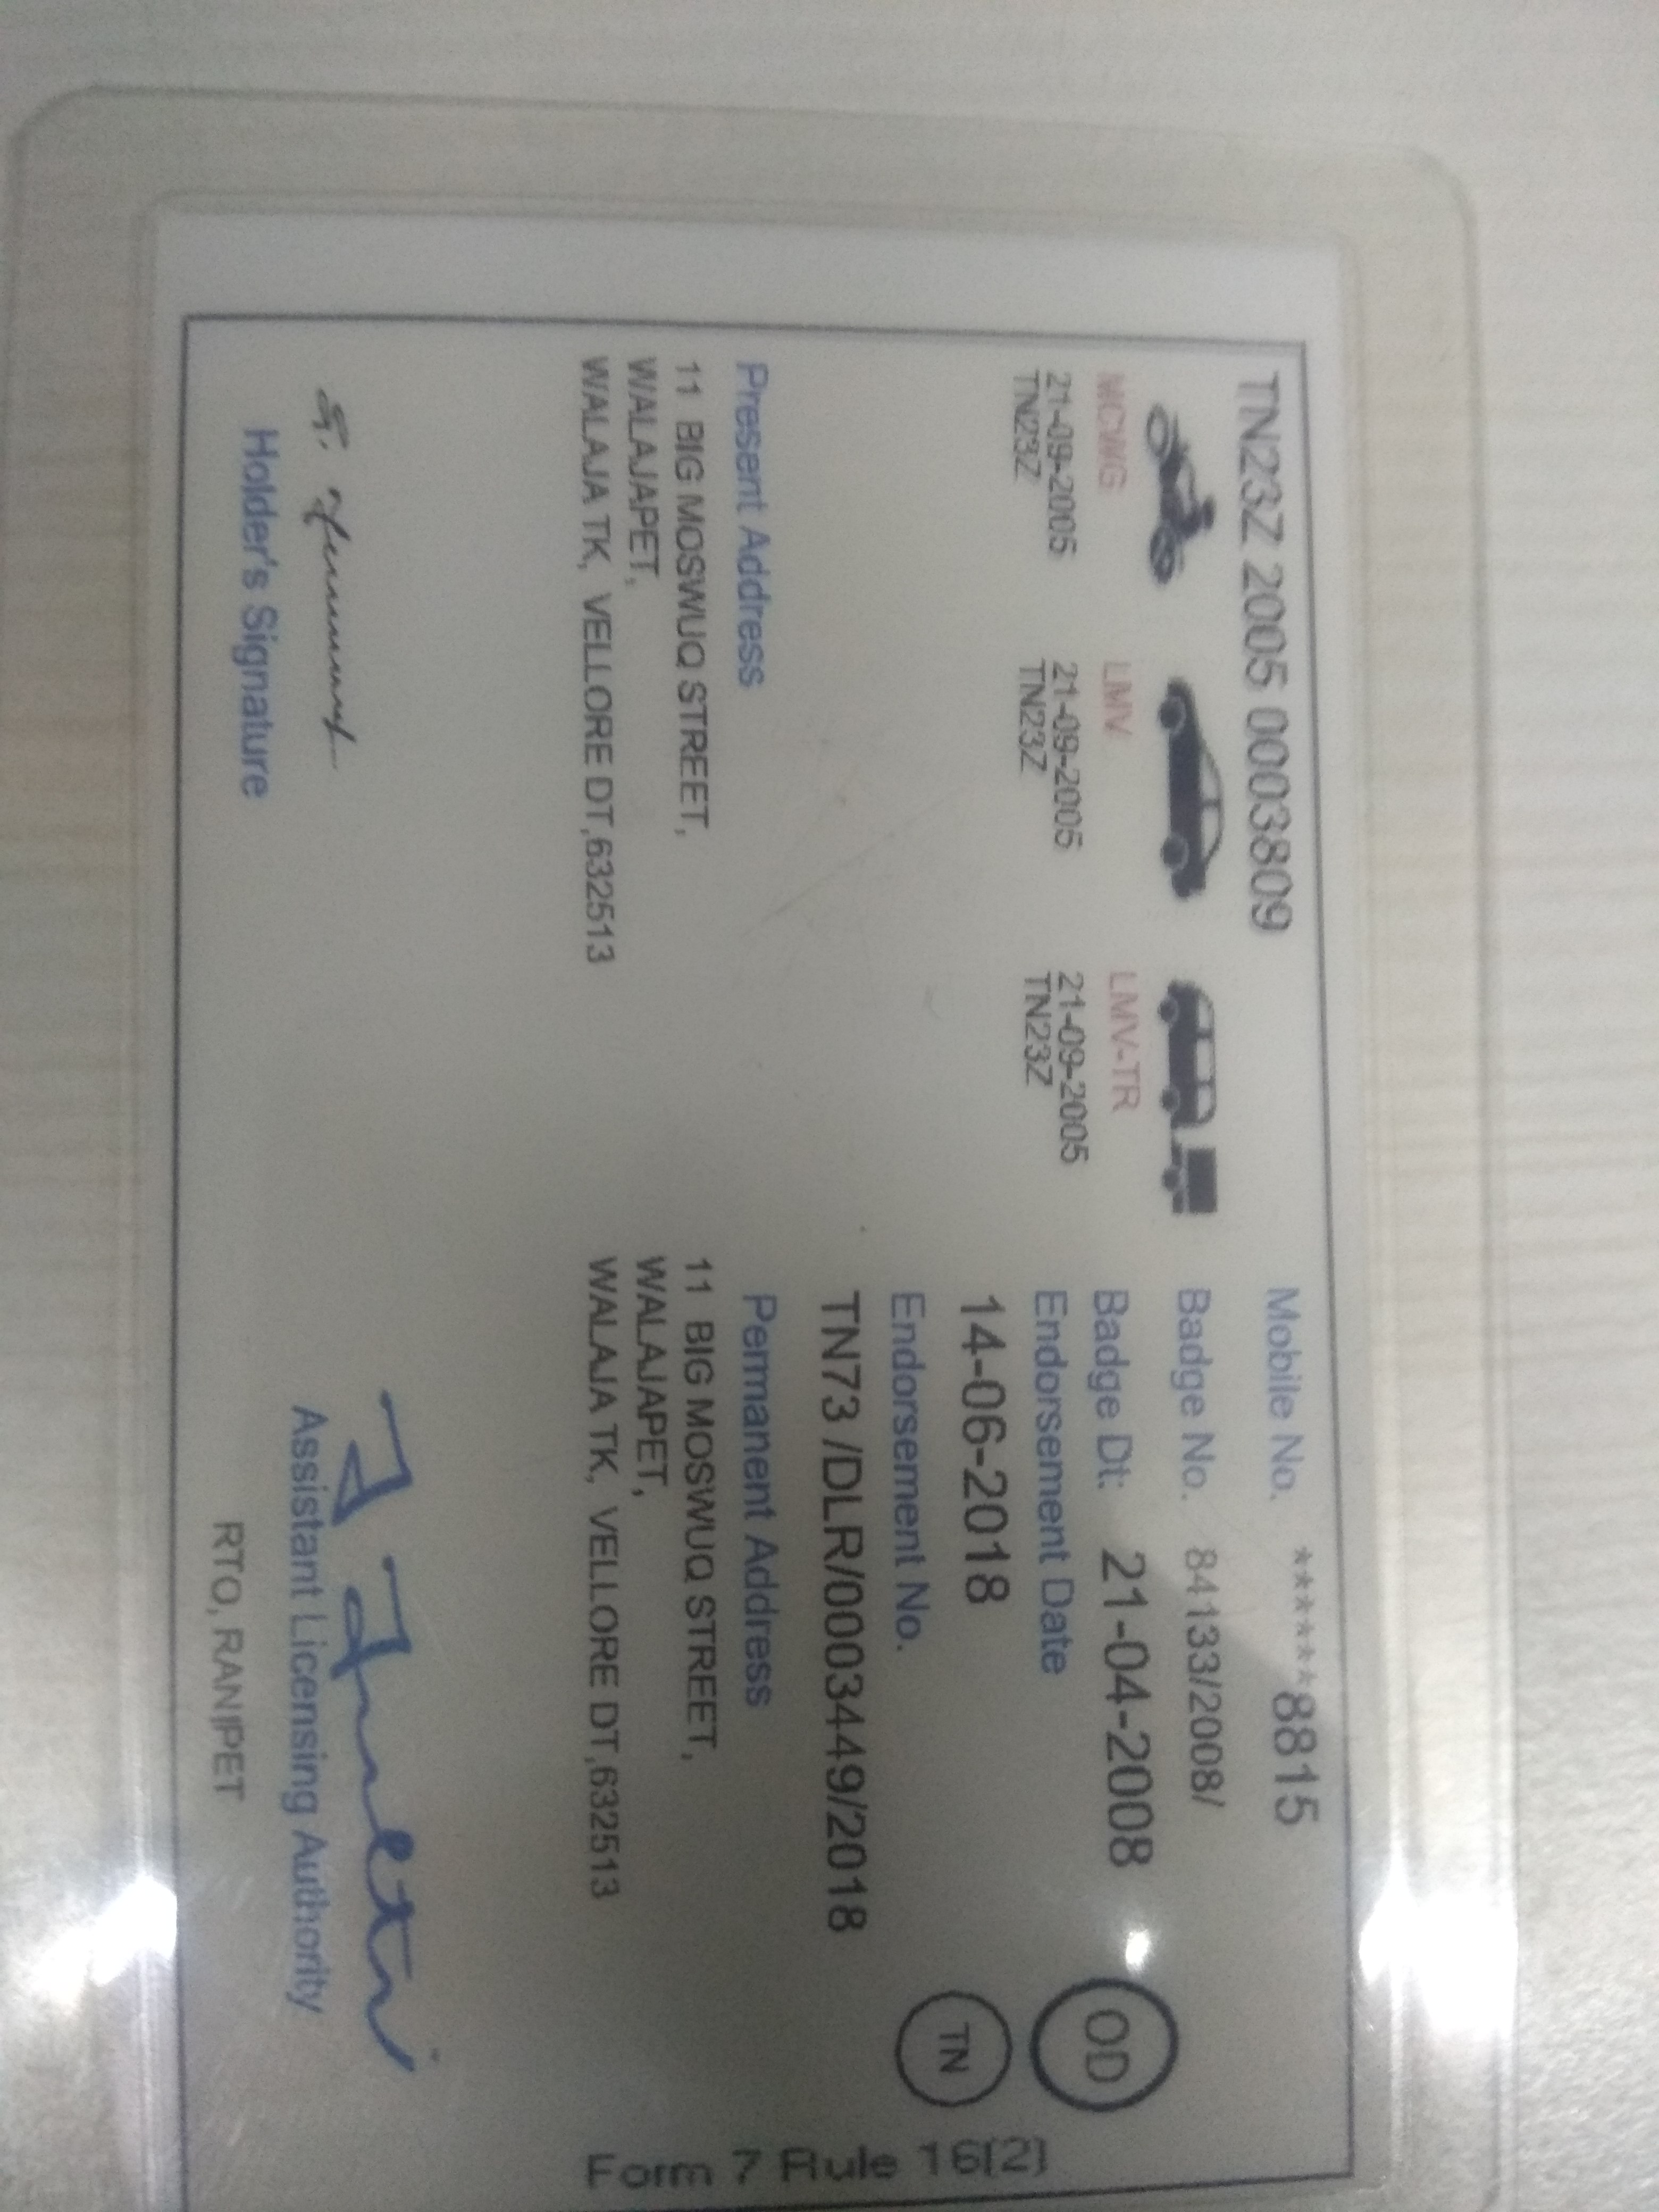 TN23Z 2005 0003809
MCWG
21-09-2005
TN23Z
LMV
21-09-2005
TN23Z
LMV-TR
21-09-2005
TN23Z
Mobile No. ******8815
Badge No. 84133/2008/
Badge Dt: 21-04-2008
Endorsement Date
14-06-2018
Endorsement No.
TN73 /DLR/0003449/2018
OD
TN
Present Address
11 BIG MOSWUQ STREET,
WALAJAPET,
WALAJA TK, VELLORE DT,632513
Permanent Address
11 BIG MOSWUQ STREET,
WALAJAPET,
WALAJA TK, VELLORE DT,632513
Holder's Signature
Assistant Licensing Authority
RTO, RANIPET
Form 7 Rule 16(2)